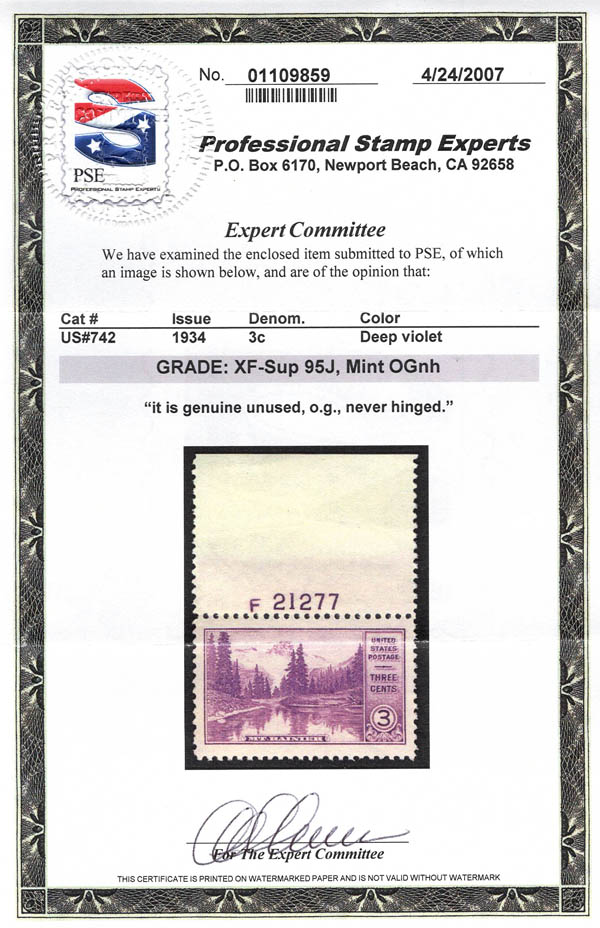 No. 01109859 4/24/2007
PSE
PROFESSIONAL STAMP EXPERTS
Professional Stamp Experts
P.O. Box 6170, Newport Beach, CA 92658
Expert Committee
We have examined the enclosed item submitted to PSE, of which
an image is shown below, and are of the opinion that:
Cat # Issue Denom. Color
US#742 1934 3c Deep violet
GRADE: XF-Sup 95J, Mint OGnh
“it is genuine unused, o.g., never hinged.”
F 21277
UNITED
STATES
POSTAGE
THREE
CENTS
3
MT. RAINIER
For The Expert Committee
THIS CERTIFICATE IS PRINTED ON WATERMARKED PAPER AND IS NOT VALID WITHOUT WATERMARK